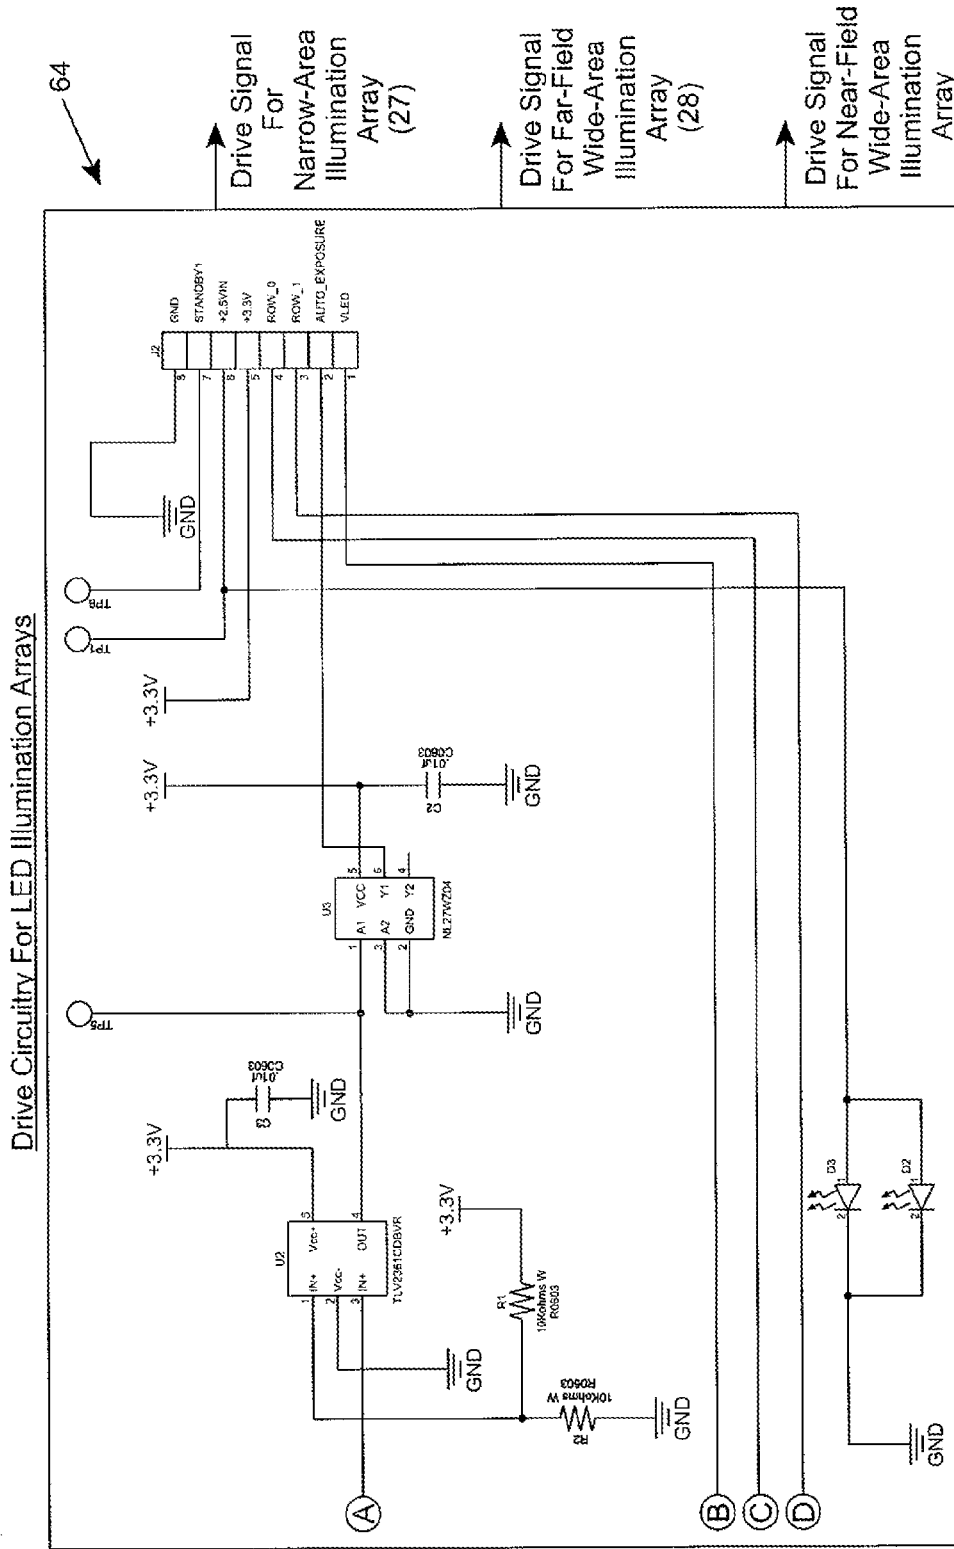 Drive Circuitry For LED Illumination Arrays
64
Drive Signal
For
Narrow-Area
Illumination
Array
(27)
Drive Signal
For Far-Field
Wide-Area
Illumination
Array
(28)
Drive Signal
For Near-Field
Wide-Area
Illumination
Array
J2
GND
STANDBY1
+2.5VIN
+3.3V
ROW_0
ROW_1
AUTO_EXPOSURE
VLED
8
7
6
5
4
3
2
1
GND
TP6
TP1
+3.3V
+3.3V
C2
.01uf
C0603
GND
U3
5
6
4
VCC
Y1
Y2
A1
A2
GND
1
3
2
NL27WZ04
GND
TP5
+3.3V
.01uf
C0603
GND
U2
5
4
Vcc+
OUT
IN+
Vcc-
IN+
1
2
3
TLV2361CDBVR
GND
+3.3V
R1
10Kohms W
R0603
10Kohms W
R0603
GND
A
B
C
D
D3
1
2
D2
1
2
GND